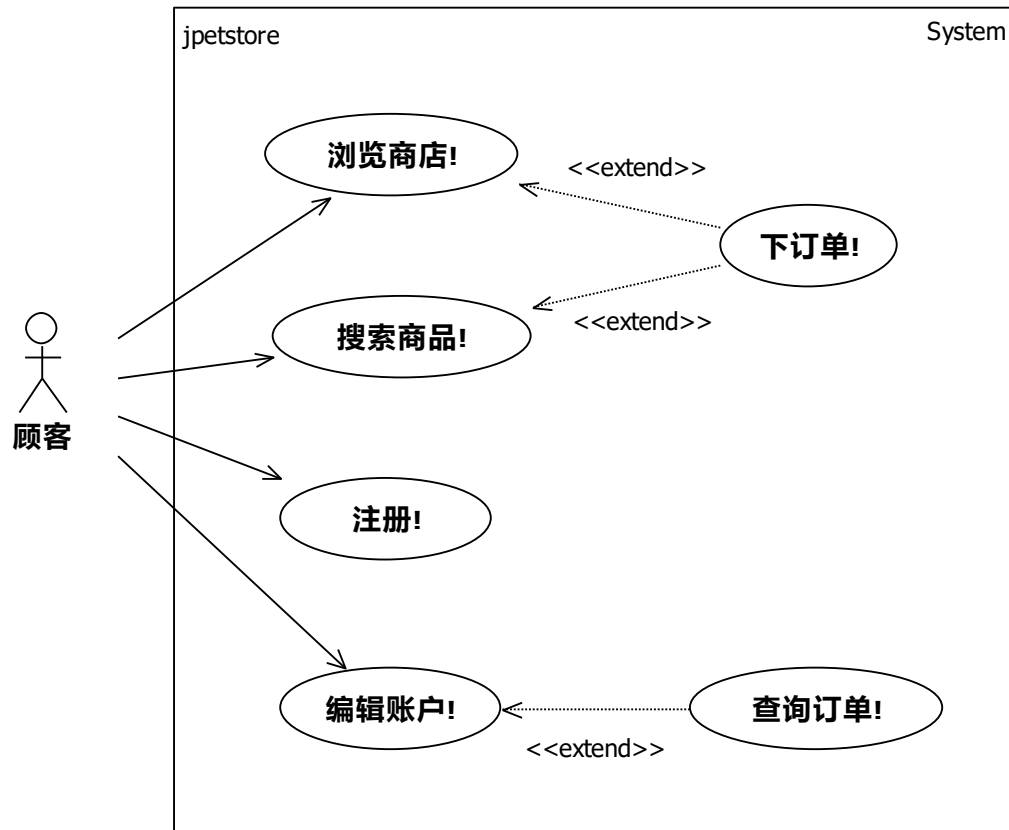 jpetstore
System
浏览商店!
<<extend>>
下订单!
<<extend>>
搜索商品!
顾客
注册!
编辑账户!
查询订单!
<<extend>>